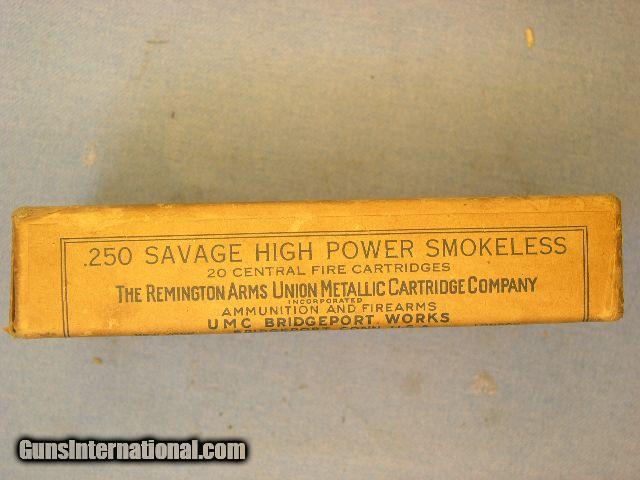 .250 SAVAGE HIGH POWER SMOKELESS
20 CENTRAL FIRE CARTRIDGES
THE REMINGTON ARMS UNION METALLIC CARTRIDGE COMPANY
INCORPORATED
AMMUNITION AND FIREARMS
UMC BRIDGEPORT WORKS
GunsInternational.com